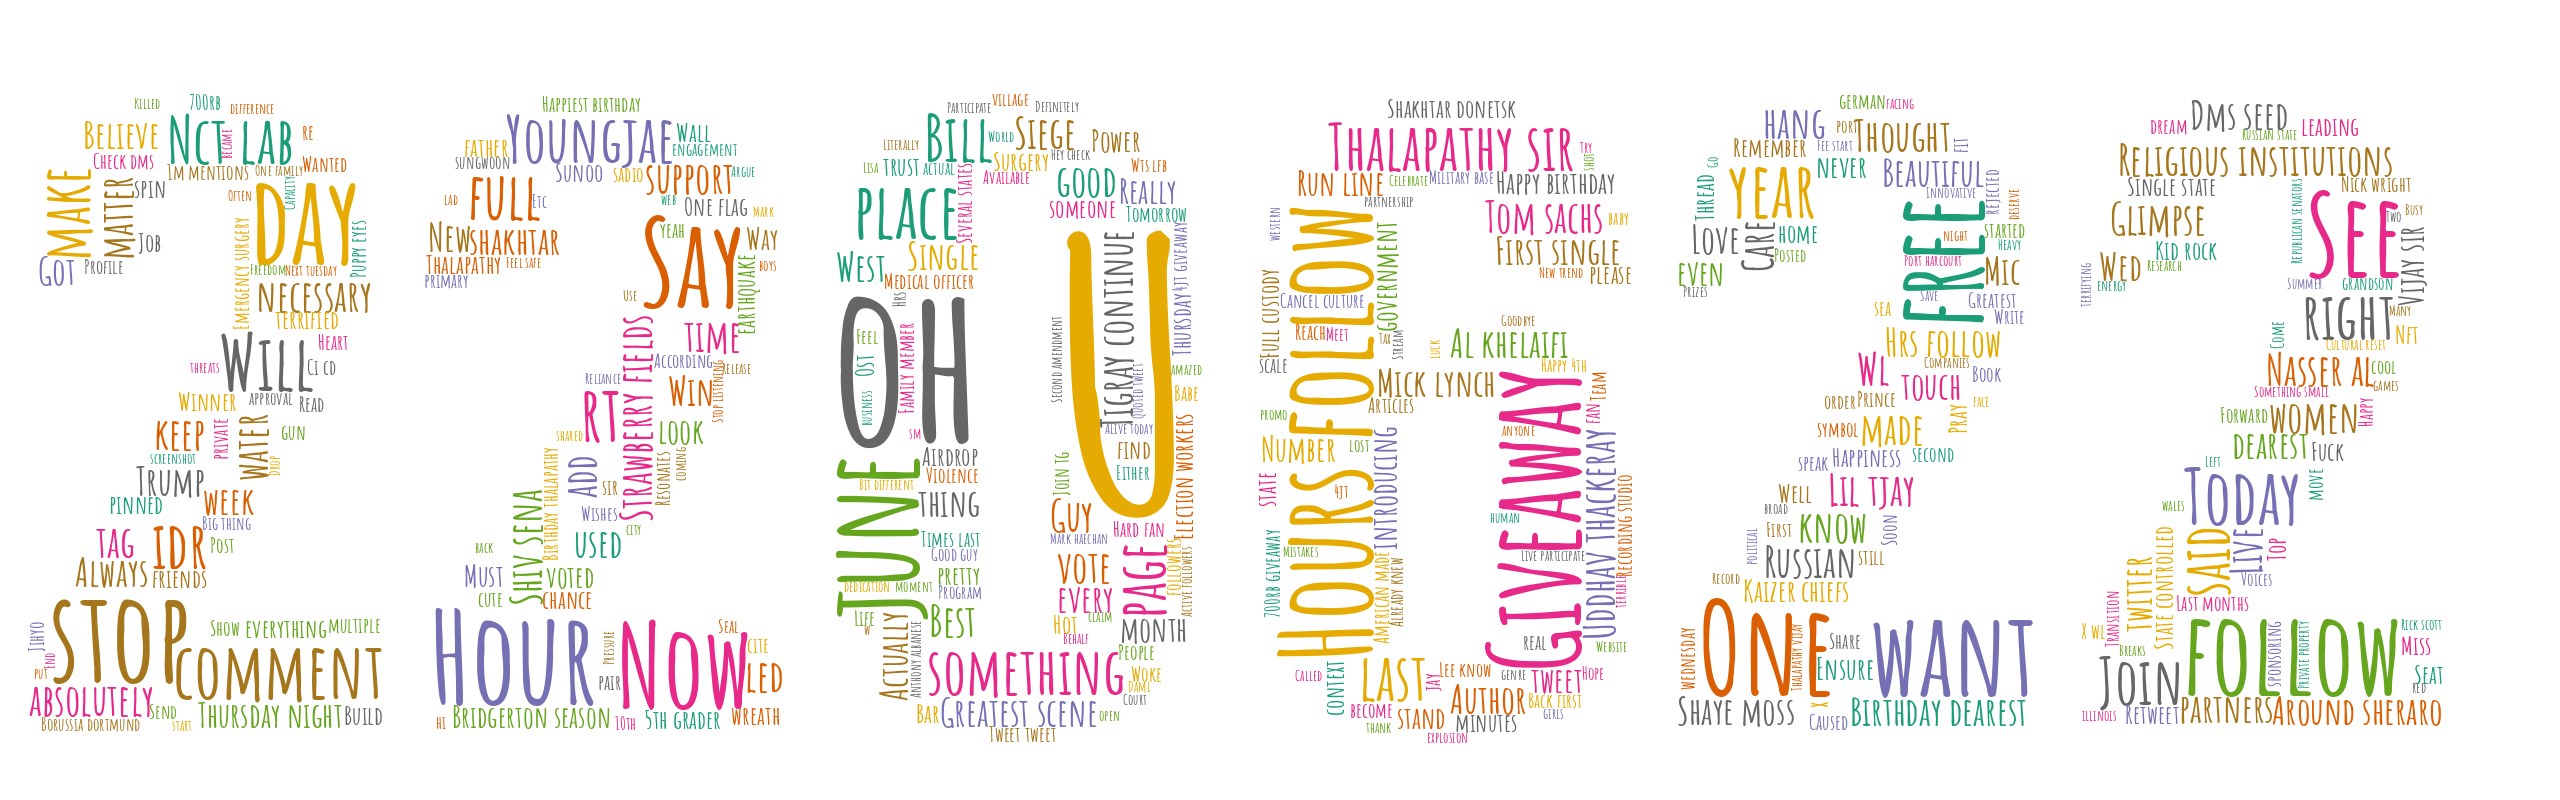 Killed
700rb
difference
Believe
Nct lab
became
re
Check dms
1m mentions
One family
wanted
make
matter
spin
Often
day
capacity
Job
Got
Profile
emergency surgery
Freedom
Next Tuesday
Puppy eyes
necessary
terrified
Will
Heart
threats
Ci cd
Winner
approval
Read
keep
private
water
gun
screenshot
drop
Trump
pinned
week
Big thing
tag
idr
Post
Always
friends
Jihyo
stop
Show everything
multiple
put
end
comment
absolutely
Send
Thursday night
Build
Borussia Dortmund
start
Happiest birthday
Youngjae
Wall
engagement
father
Sungwoon
Sunoo
Sadio
support
argue
lad
full
Etc
web
One flag
Mark
New
Shakhtar
yeah
Say
Way
Thalapathy
Feel safe
boys
primary
earthquake
Use
time
According
release
Reliance
Strawberry Fields
Win
stop listening
RT
shared
look
add
sir
resonates
coming
Shiv Sena
Birthday Thalapathy
Wishes
city
used
back
Must
voted
cute
chance
Hour
pressure
Now
Seal
cite
pair
led
hi
Bridgerton season
10th
5th grader
wreath
Participate
village
Definitely
literally
Bill
world
Siege
Power
Lisa
trust
actual
surgery
hey check
Wts lfb
Available
place
several states
good
Really
someone
Tomorrow
West
Single
Medical officer
Thursday
4jt giveaway
Hrs
Oh
Feel
Ost
business
family member
sm
U
Tigray continue
second amendment
quoted tweet
amazed
Babe
alive today
find
Either
Airdrop
Violence
Join tg
election workers
June
Bit different
thing
Guy
Hard fan
Mark Haechan
Times last
Good guy
vote
page
followers
active followers
dedication
moment
pretty
Program
every
claim
Life
w
Best
Hot
Behalf
month
People
Actually
Anthony Albanese
something
Woke
Dami
Court
Bar
Greatest scene
open
Tweet tweet
Shakhtar Donetsk
Thalapathy sir
Try
shot
Run line
Celebrate
Military base
Happy birthday
partnership
western
Tom Sachs
baby
First single
New trend
please
follow
government
full custody
Cancel culture
Reach
meet
tax
stream
scale
Goodbye
luck
Al Khelaifi
Happy 4th
Mick Lynch
Articles
promo
Number
lost
giveaway
team
fan
anyone
hours
introducing
state
4jt
human
Uddhav Thackeray
recording studio
700rb giveaway
mistakes
American made
already knew
Live participate
terrible
Real
website
Called
context
last
Jay
Lee Know
genre
tweet
Hope
become
stand
Author
Back first
girls
thank
minutes
explosion
German
facing
hang
port
Thought
fit
Remember
Fee start
go
never
Beautiful
innovative
thread
year
rejected
deserve
Love
care
home
free
night
started
heavy
Posted
Port Harcourt
even
prizes
Mic
save
Greatest
sea
Write
Hrs follow
Companies
WL
touch
Book
order
Prince
pray
face
symbol
made
Speak
Happiness
second
Lil Tjay
Well
broad
First
know
Soon
political
Russian
still
Record
Kaizer Chiefs
Wednesday
One
Thalapathy Vijay
Share
Ensure
want
Shaye Moss
X
Caused
Birthday dearest
dream
Dms seed
Russian state
leading
Religious institutions
Single state
Republican senators
Nick Wright
Glimpse
See
Two
busy
Kid Rock
Research
Wed
energy
terrifying
Vijay sir
summer
grandson
right
many
Come
cultural reset
Nft
Nasser Al
cool
games
Something small
Forward
women
happy
dearest
Fuck
left
Today
move
Wales
said
live
Top
Twitter
state controlled
Voices
Last months
transition
X wl
breaks
follow
sponsoring
private property
Rick Scott
Miss
Join
Seat
red
Illinois
Retweet
partners
Around Sheraro